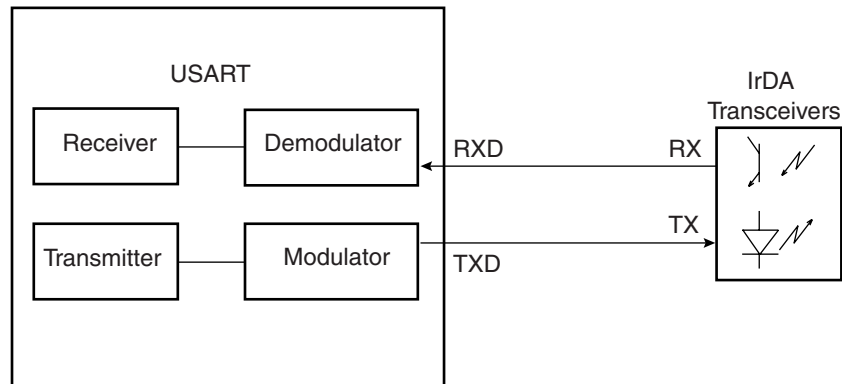 USART
IrDA
Transceivers
Receiver
Demodulator
RXD
RX
Transmitter
Modulator
TX
TXD